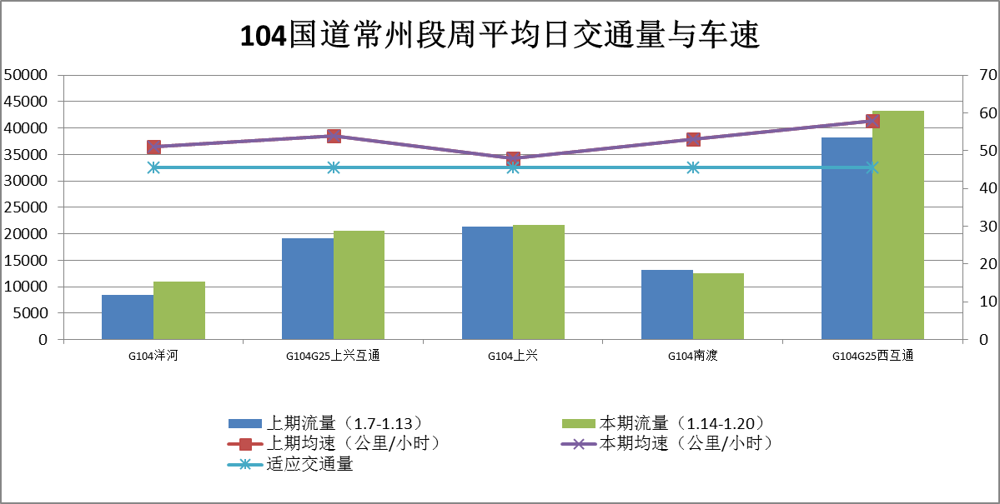 104国道常州段周平均日交通量与车速
50000
45000
40000
35000
30000
25000
20000
15000
10000
5000
0
70
60
50
40
30
20
10
0
G104洋河
G104G25上兴互通
G104上兴
G104南渡
G104G25西互通
上期流量（1.7-1.13）
本期流量（1.14-1.20）
上期均速（公里/小时）
本期均速（公里/小时）
适应交通量